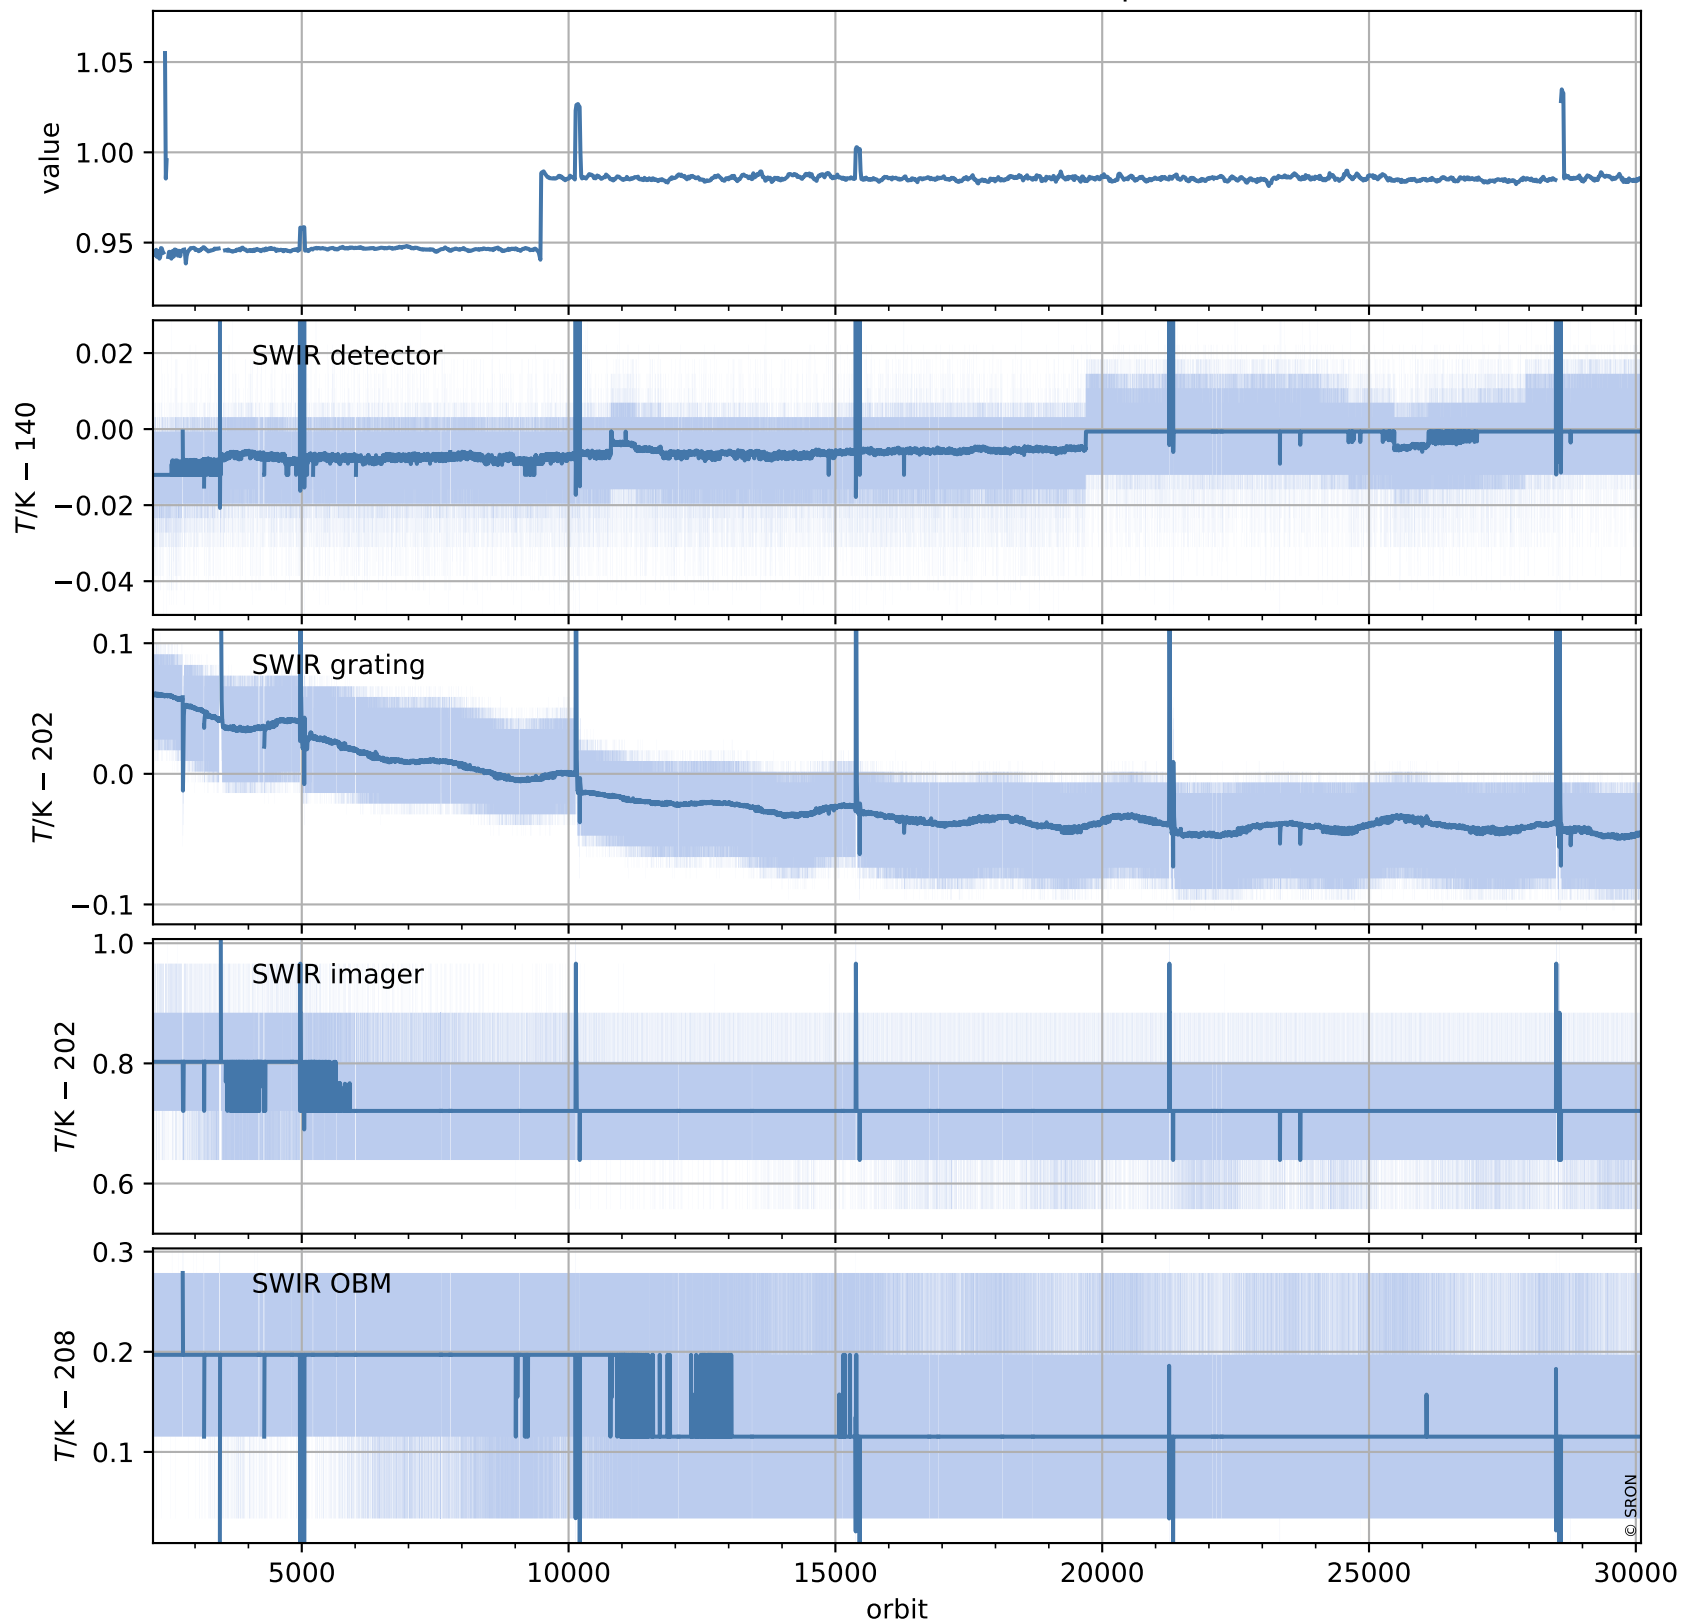 1.05
1.00
0.95
value
SWIR detector
0.02
0.00
−0.02
−0.04
T/K − 140
SWIR grating
0.1
0.0
−0.1
T/K − 202
SWIR imager
1.0
0.8
0.6
T/K − 202
SWIR OBM
0.3
0.2
0.1
T/K − 208
© SRON
5000 10000 15000 20000 25000 30000
orbit